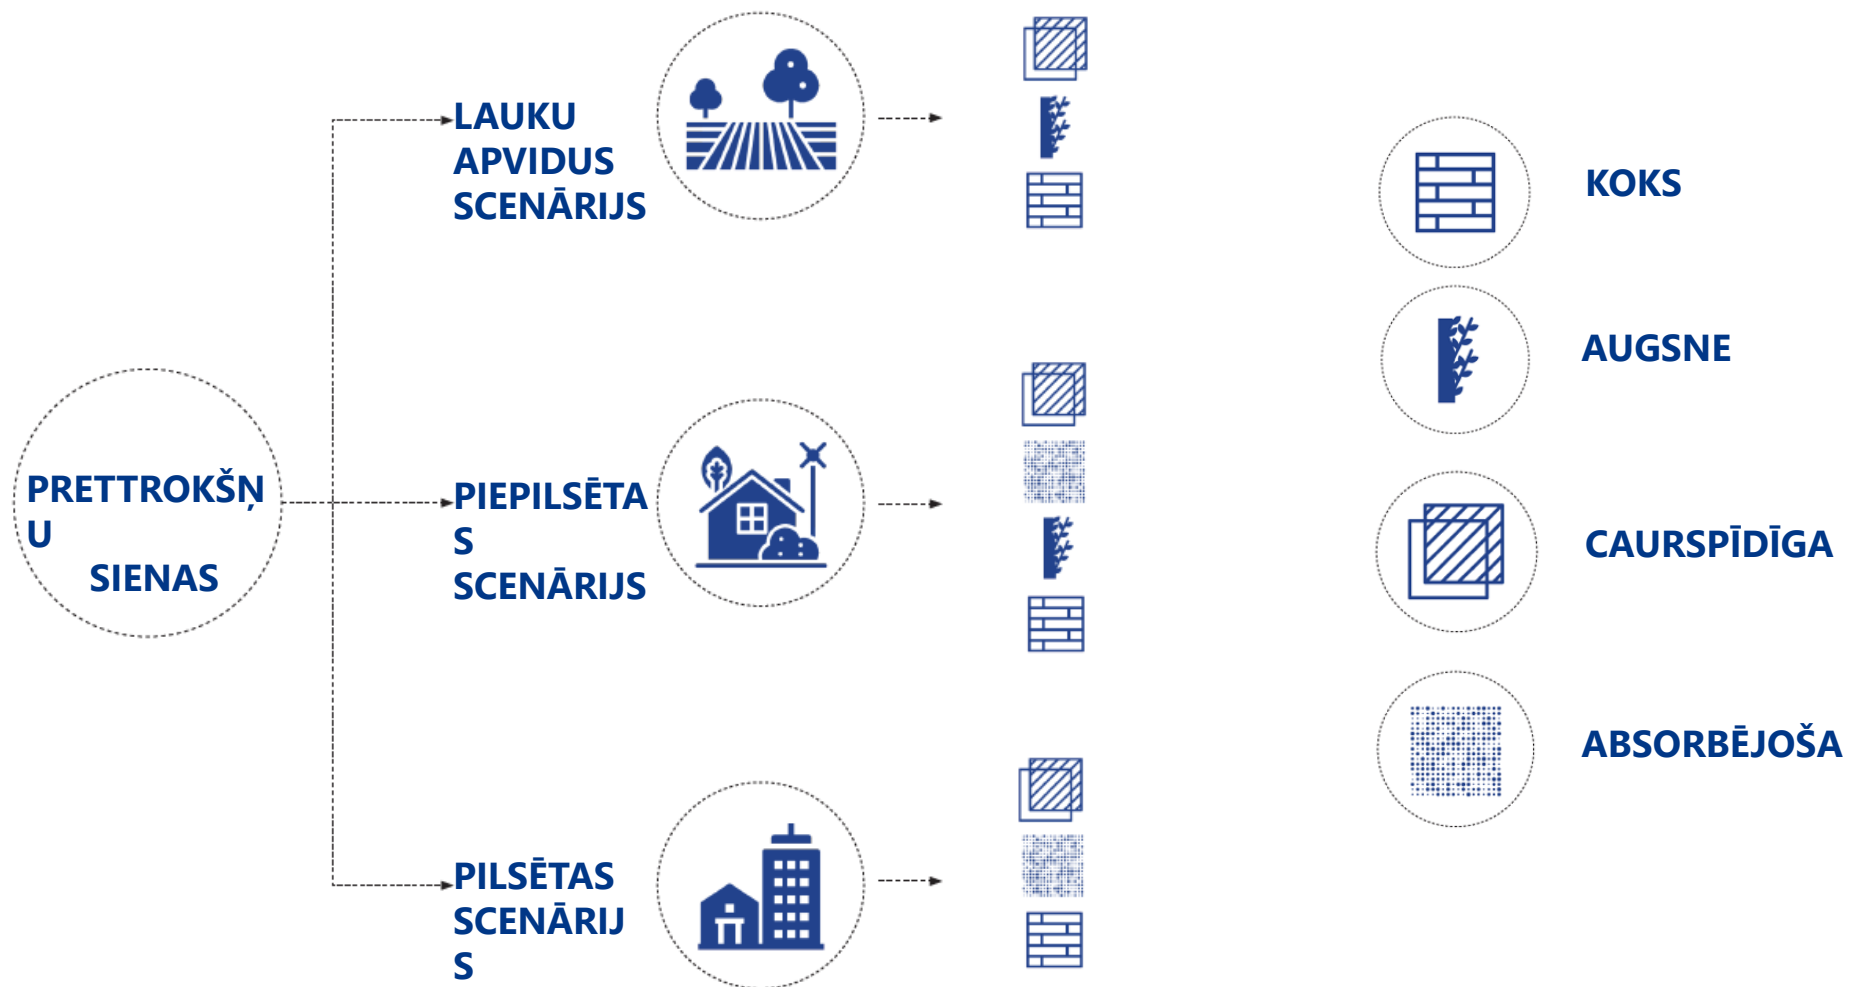 LAUKU
APVIDUS
SCENĀRIJS
PRETTROKŠŅ
U
SIENAS
PIEPILSĒTA
S
SCENĀRIJS
PILSĒTAS
SCENĀRIJ
S
KOKS
AUGSNE
CAURSPĪDĪGA
ABSORBĒJOŠA